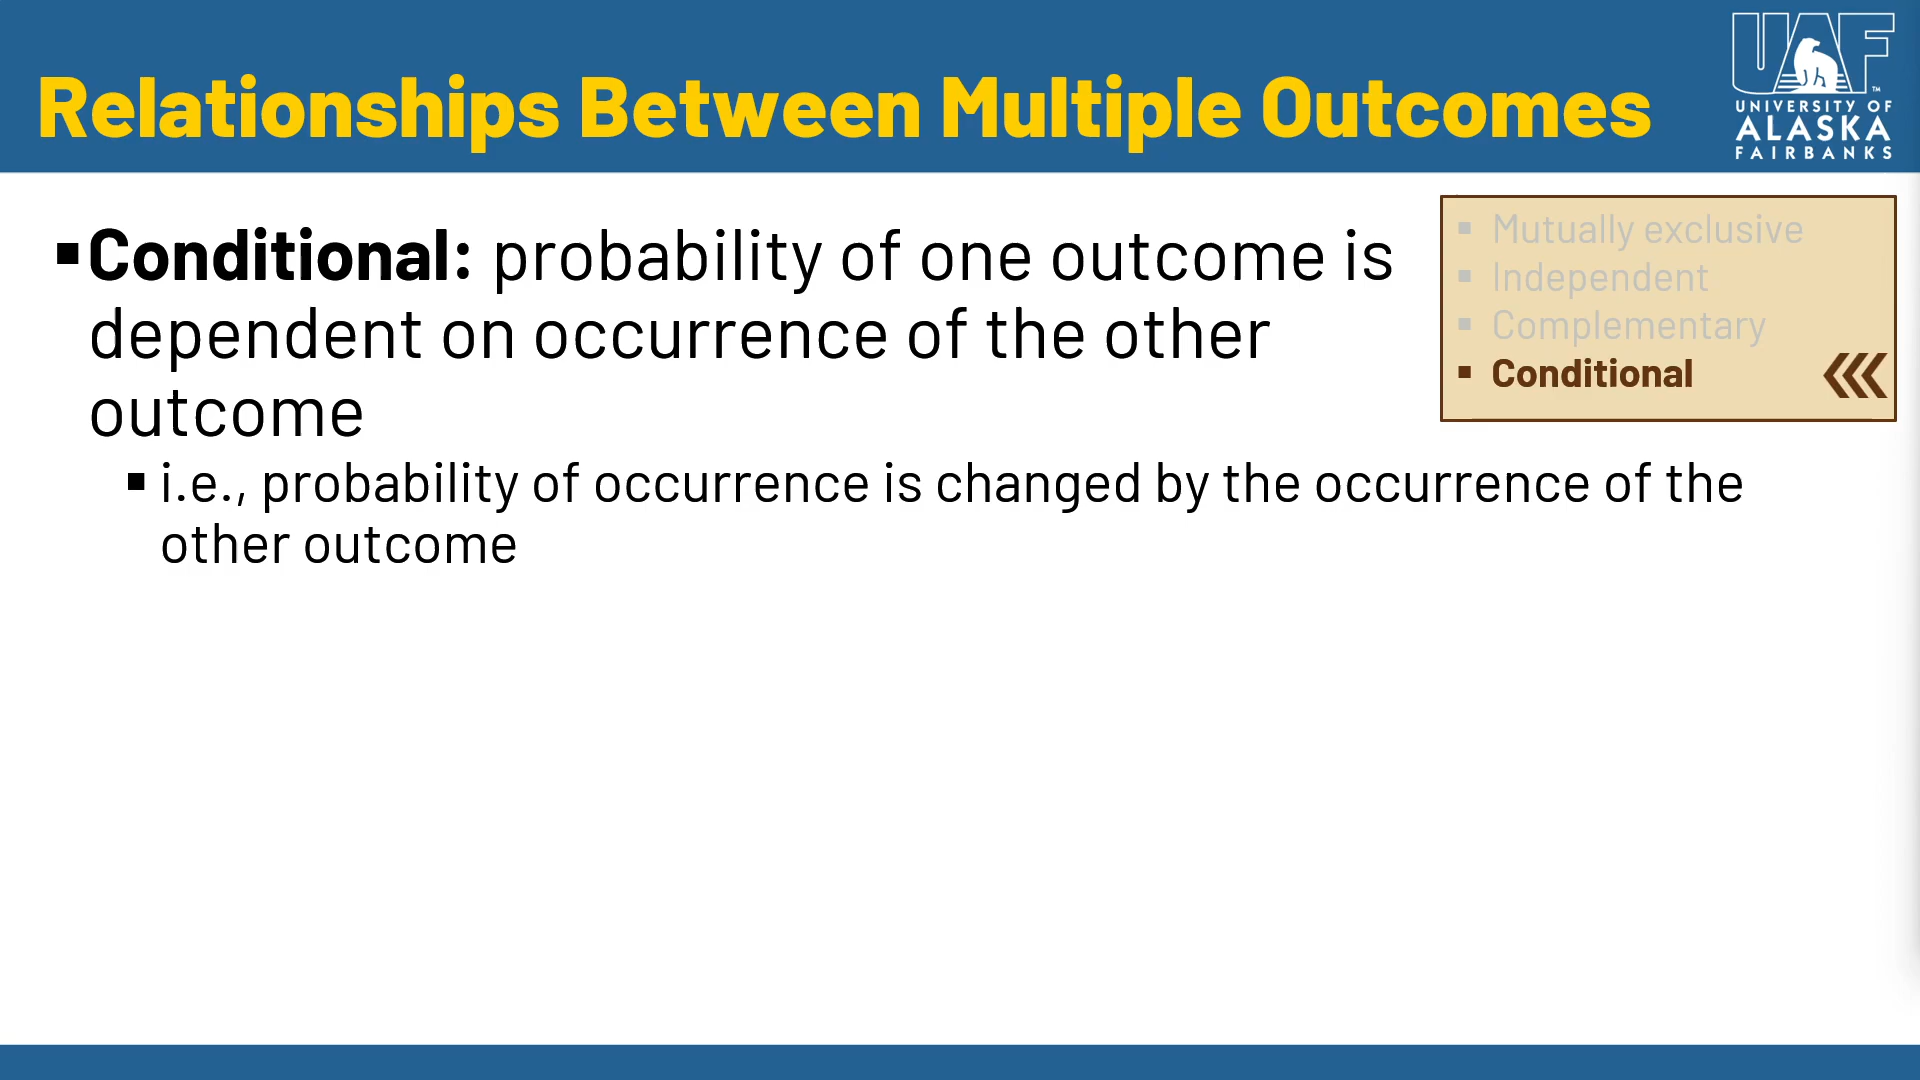 Relationships Between Multiple Outcomes
UAF™
UNIVERSITY OF
ALASKA
FAIRBANKS
▪Conditional: probability of one outcome is
dependent on occurrence of the other
outcome
▪ i.e., probability of occurrence is changed by the occurrence of the
other outcome
▪ Mutually exclusive
▪ Independent
▪ Complementary
▪ Conditional